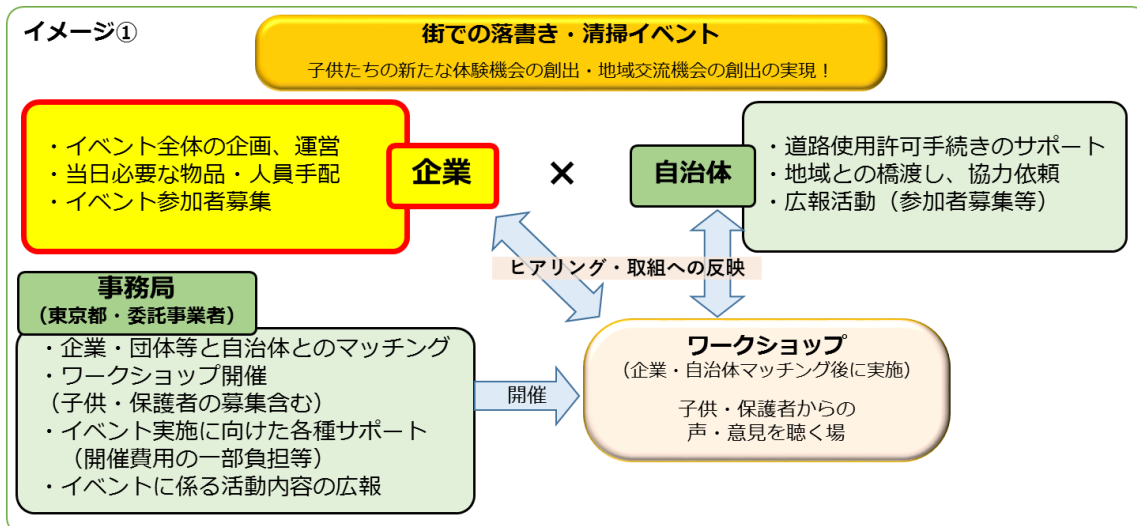 イメージ①
街での落書き・清掃イベント
子供たちの新たな体験機会の創出・地域交流機会の創出の実現！
・イベント全体の企画、運営
・当日必要な物品・人員手配
・イベント参加者募集
企業
×
自治体
・道路使用許可手続きのサポート
・地域との橋渡し、協力依頼
・広報活動（参加者募集等）
ヒアリング・取組への反映
事務局
（東京都・委託事業者）
・企業・団体等と自治体とのマッチング
・ワークショップ開催
（子供・保護者の募集含む）
・イベント実施に向けた各種サポート
（開催費用の一部負担等）
・イベントに係る活動内容の広報
開催
ワークショップ
（企業・自治体マッチング後に実施）
子供・保護者からの
声・意見を聴く場